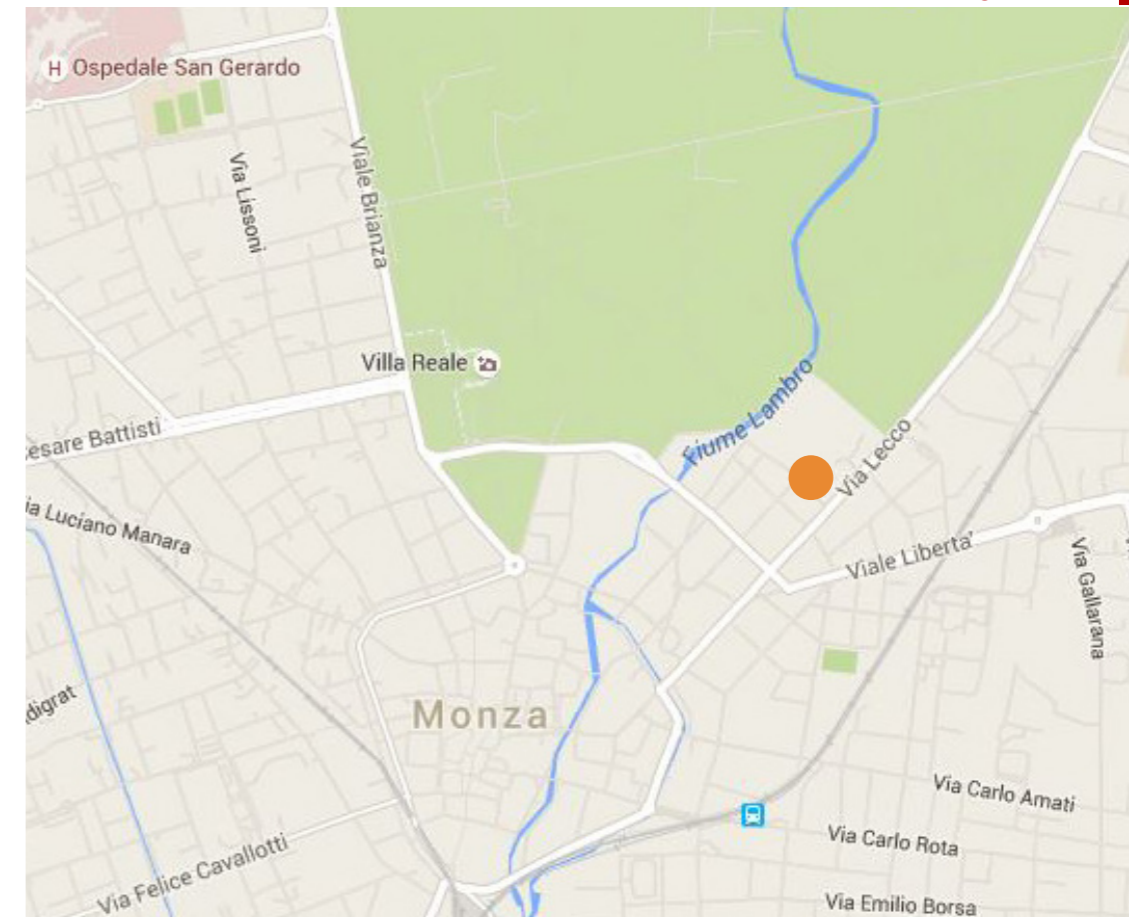 H Ospedale San Gerardo
Via Lissoni
Viale Brianza
Villa Reale
Fiume Lambro
esare Battisti
Via Lecco
ia Luciano Manara
Viale Liberta'
Via Gallarana
digrat
Monza
Via Carlo Amati
Via Carlo Rota
Via Felice Cavallotti
Via Emilio Borsa